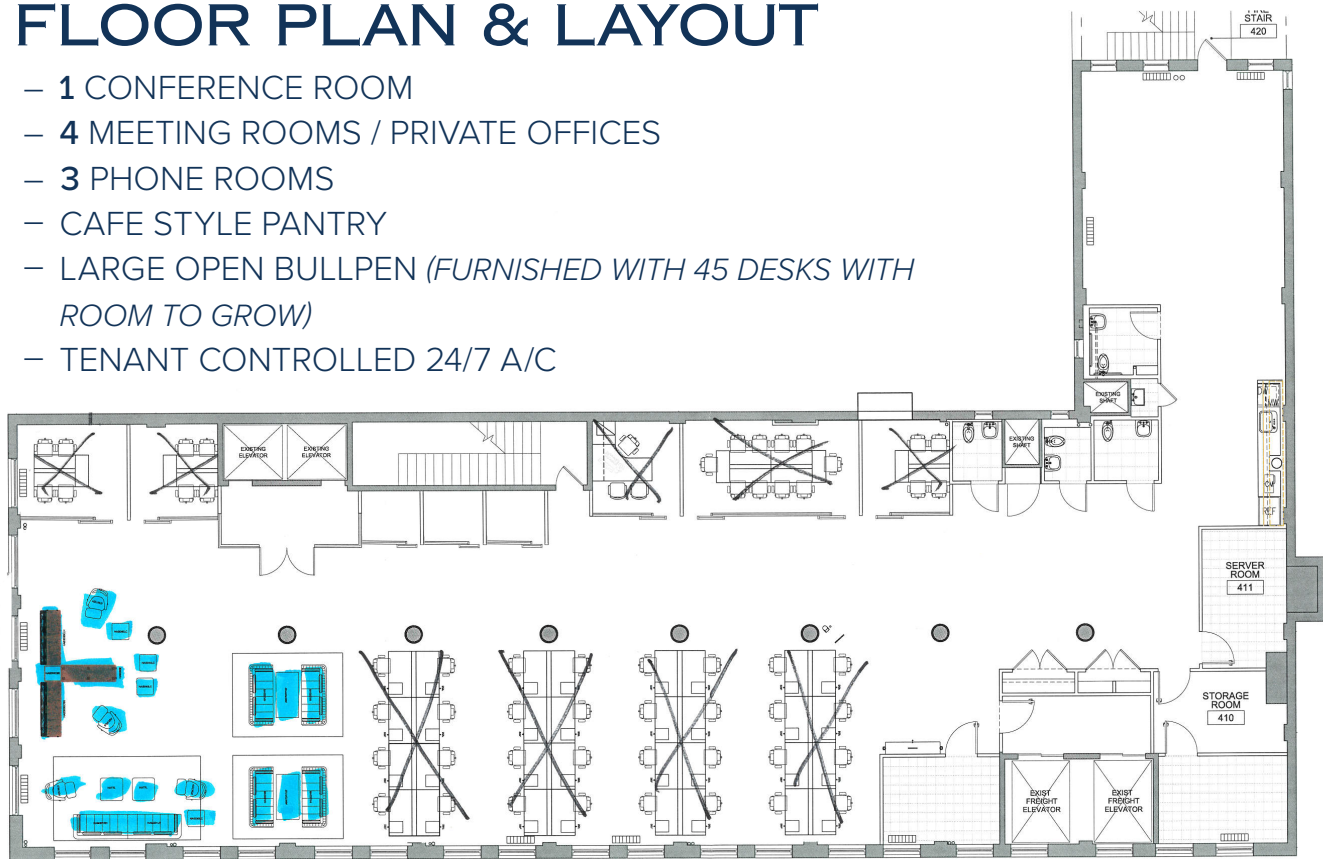 FLOOR PLAN & LAYOUT
– 1 CONFERENCE ROOM
– 4 MEETING ROOMS / PRIVATE OFFICES
– 3 PHONE ROOMS
– CAFE STYLE PANTRY
– LARGE OPEN BULLPEN (FURNISHED WITH 45 DESKS WITH
ROOM TO GROW)
– TENANT CONTROLLED 24/7 A/C
STAIR
420
EXISTING
SHAFT
EXISTING
ELEVATOR
EXISTING
ELEVATOR
EXISTING
SHAFT
REF
SERVER
ROOM
411
STORAGE
ROOM
410
EXIST
FREIGHT
ELEVATOR
EXIST
FREIGHT
ELEVATOR